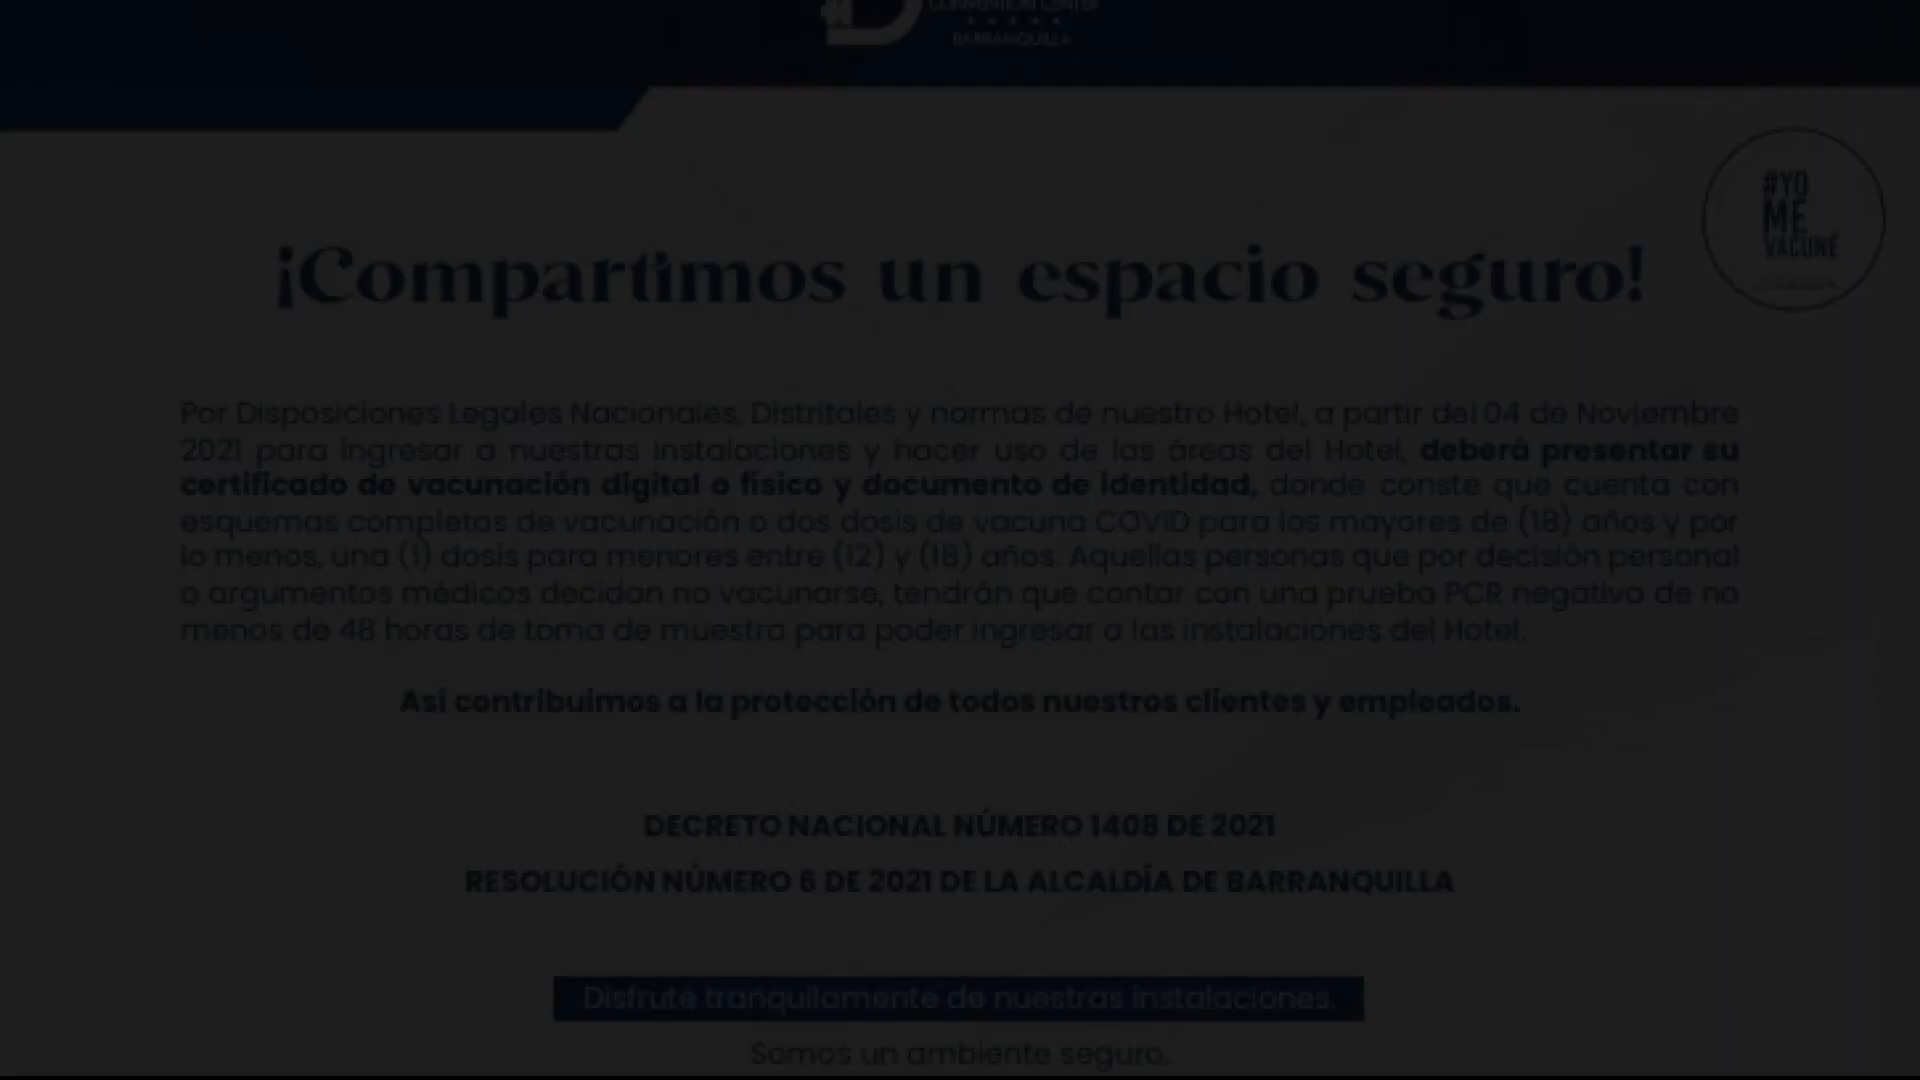 CONVENTION CENTER
BARRANQUILLA
#YO
ME
VACUNÉ
¡Compartimos un espacio seguro!
Por Disposiciones Legales Nacionales, Distritales y normas de nuestro Hotel, a partir del 04 de Noviembre
2021 para ingresar a nuestras instalaciones y hacer uso de las áreas del Hotel, deberá presentar su
certificado de vacunación digital o físico y documento de identidad, donde conste que cuenta con
esquemas completos de vacunación o dos dosis de vacuna COVID para los mayores de (18) años y por
lo menos, una (1) dosis para menores entre (12) y (18) años. Aquellas personas que por decisión personal
o argumentos médicos decidan no vacunarse, tendrán que contar con una prueba PCR negativa de no
menos de 48 horas de toma de muestra para poder ingresar a las instalaciones del Hotel.
Así contribuimos a la protección de todos nuestros clientes y empleados.
DECRETO NACIONAL NÚMERO 1408 DE 2021
RESOLUCIÓN NÚMERO 6 DE 2021 DE LA ALCALDÍA DE BARRANQUILLA
Disfrute tranquilamente de nuestras instalaciones.
Somos un ambiente seguro.